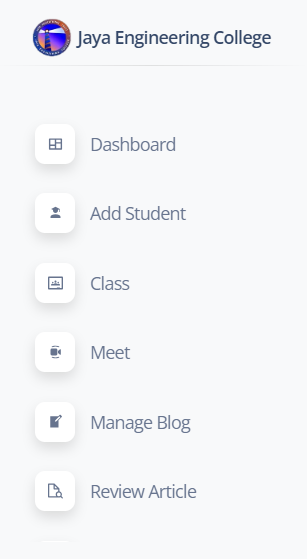 Jaya Engineering College
Dashboard
Add Student
Class
Meet
Manage Blog
Review Article